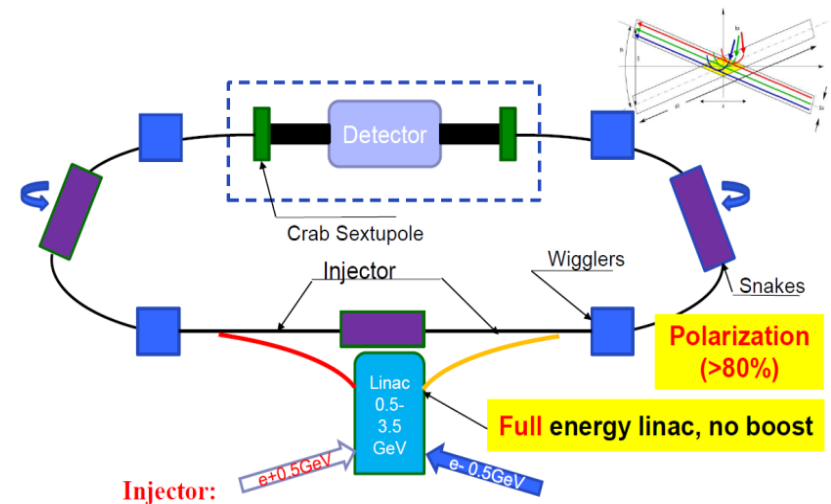 Detector
Crab Sextupole
Injector
Wigglers
Snakes
Polarization
(>80%)
Linac
0.5-
3.5
GeV
Full energy linac, no boost
e+0.5GeV
e- 0.5GeV
Injector: